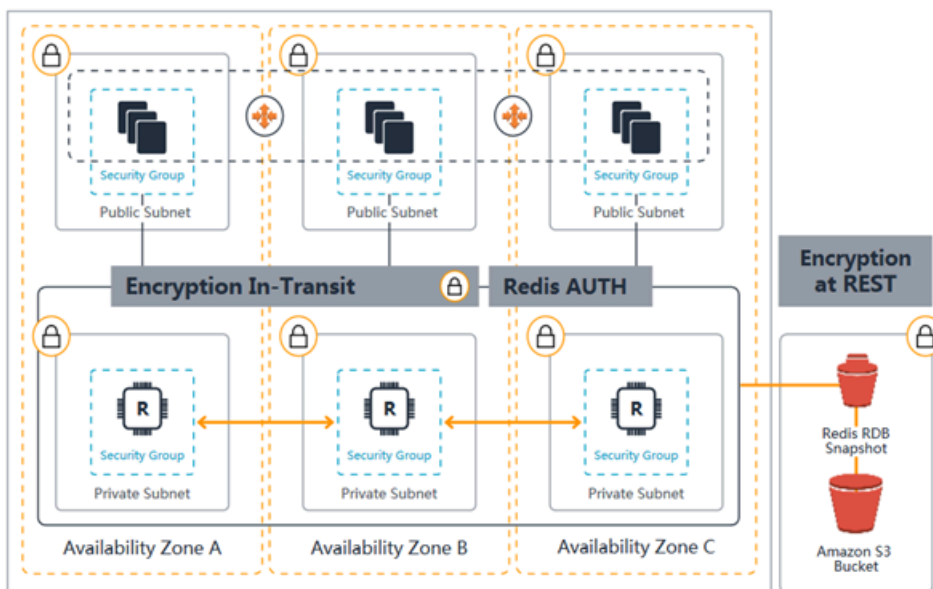 Security Group
Security Group
Security Group
Public Subnet
Public Subnet
Public Subnet
Encryption In-Transit
Redis AUTH
Encryption
at REST
R
R
R
Security Group
Security Group
Security Group
Private Subnet
Private Subnet
Private Subnet
Redis RDB
Snapshot
Availability Zone A
Availability Zone B
Availability Zone C
Amazon S3
Bucket